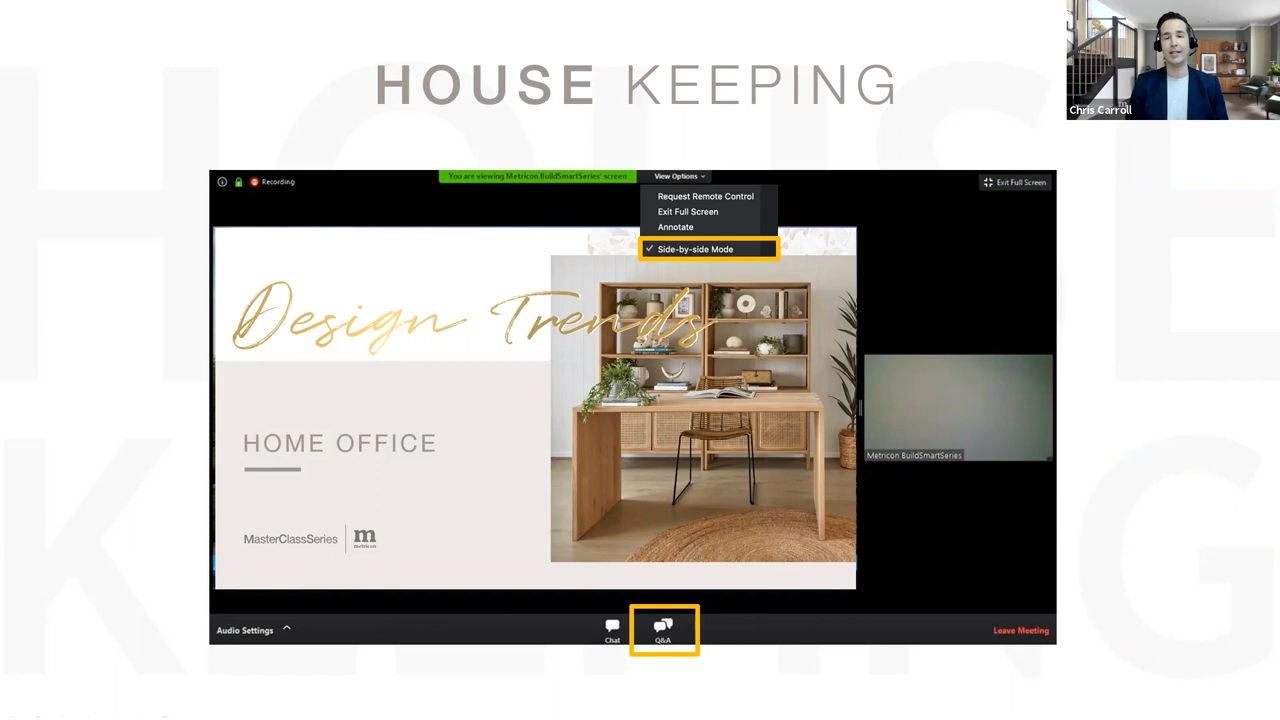 HOUSE KEEPING
Chris Carroll
Recording
You are viewing Metricon BuildSmartSeries' screen
View Options
Exit Full Screen
Request Remote Control
Exit Full Screen
Annotate
Side-by-side Mode
Design Trends
HOME OFFICE
MasterClassSeries
m
metricon
Metricon BuildSmartSeries
Audio Settings
Chat
Q&A
Leave Meeting
HOUSE
KEEPING